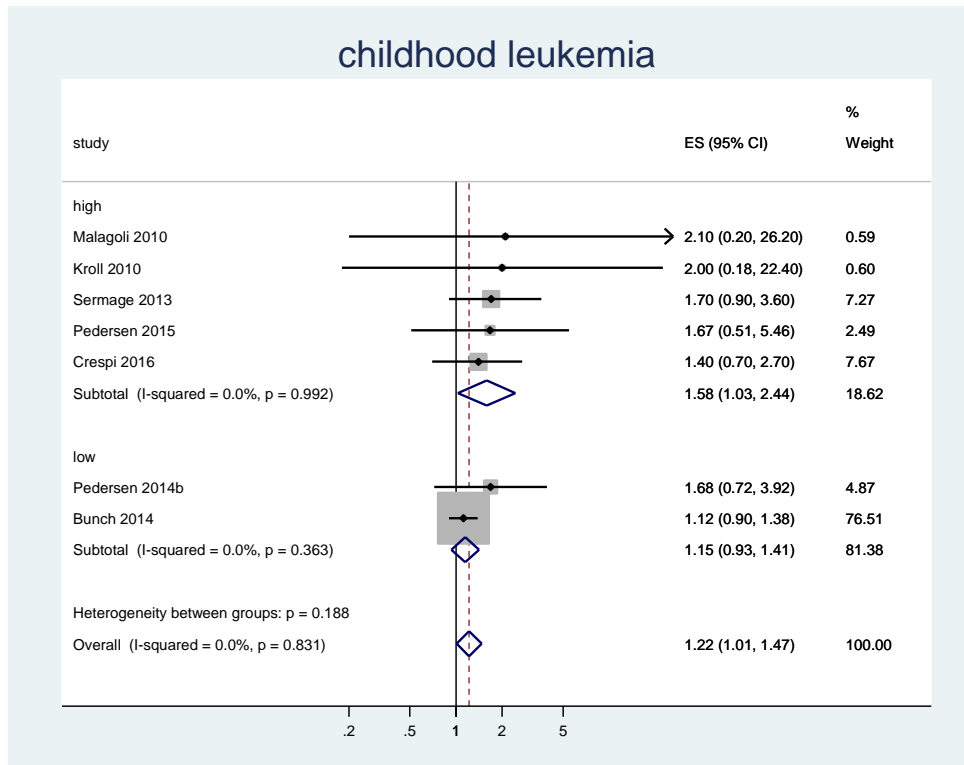 childhood leukemia
%
study ES (95% CI) Weight
high
Malagoli 2010 2.10 (0.20, 26.20) 0.59
Kroll 2010 2.00 (0.18, 22.40) 0.60
Sermage 2013 1.70 (0.90, 3.60) 7.27
Pedersen 2015 1.67 (0.51, 5.46) 2.49
Crespi 2016 1.40 (0.70, 2.70) 7.67
Subtotal (I-squared = 0.0%, p = 0.992) 1.58 (1.03, 2.44) 18.62
low
Pedersen 2014b 1.68 (0.72, 3.92) 4.87
Bunch 2014 1.12 (0.90, 1.38) 76.51
Subtotal (I-squared = 0.0%, p = 0.363) 1.15 (0.93, 1.41) 81.38
Heterogeneity between groups: p = 0.188
Overall (I-squared = 0.0%, p = 0.831) 1.22 (1.01, 1.47) 100.00
.2 .5 1 2 5